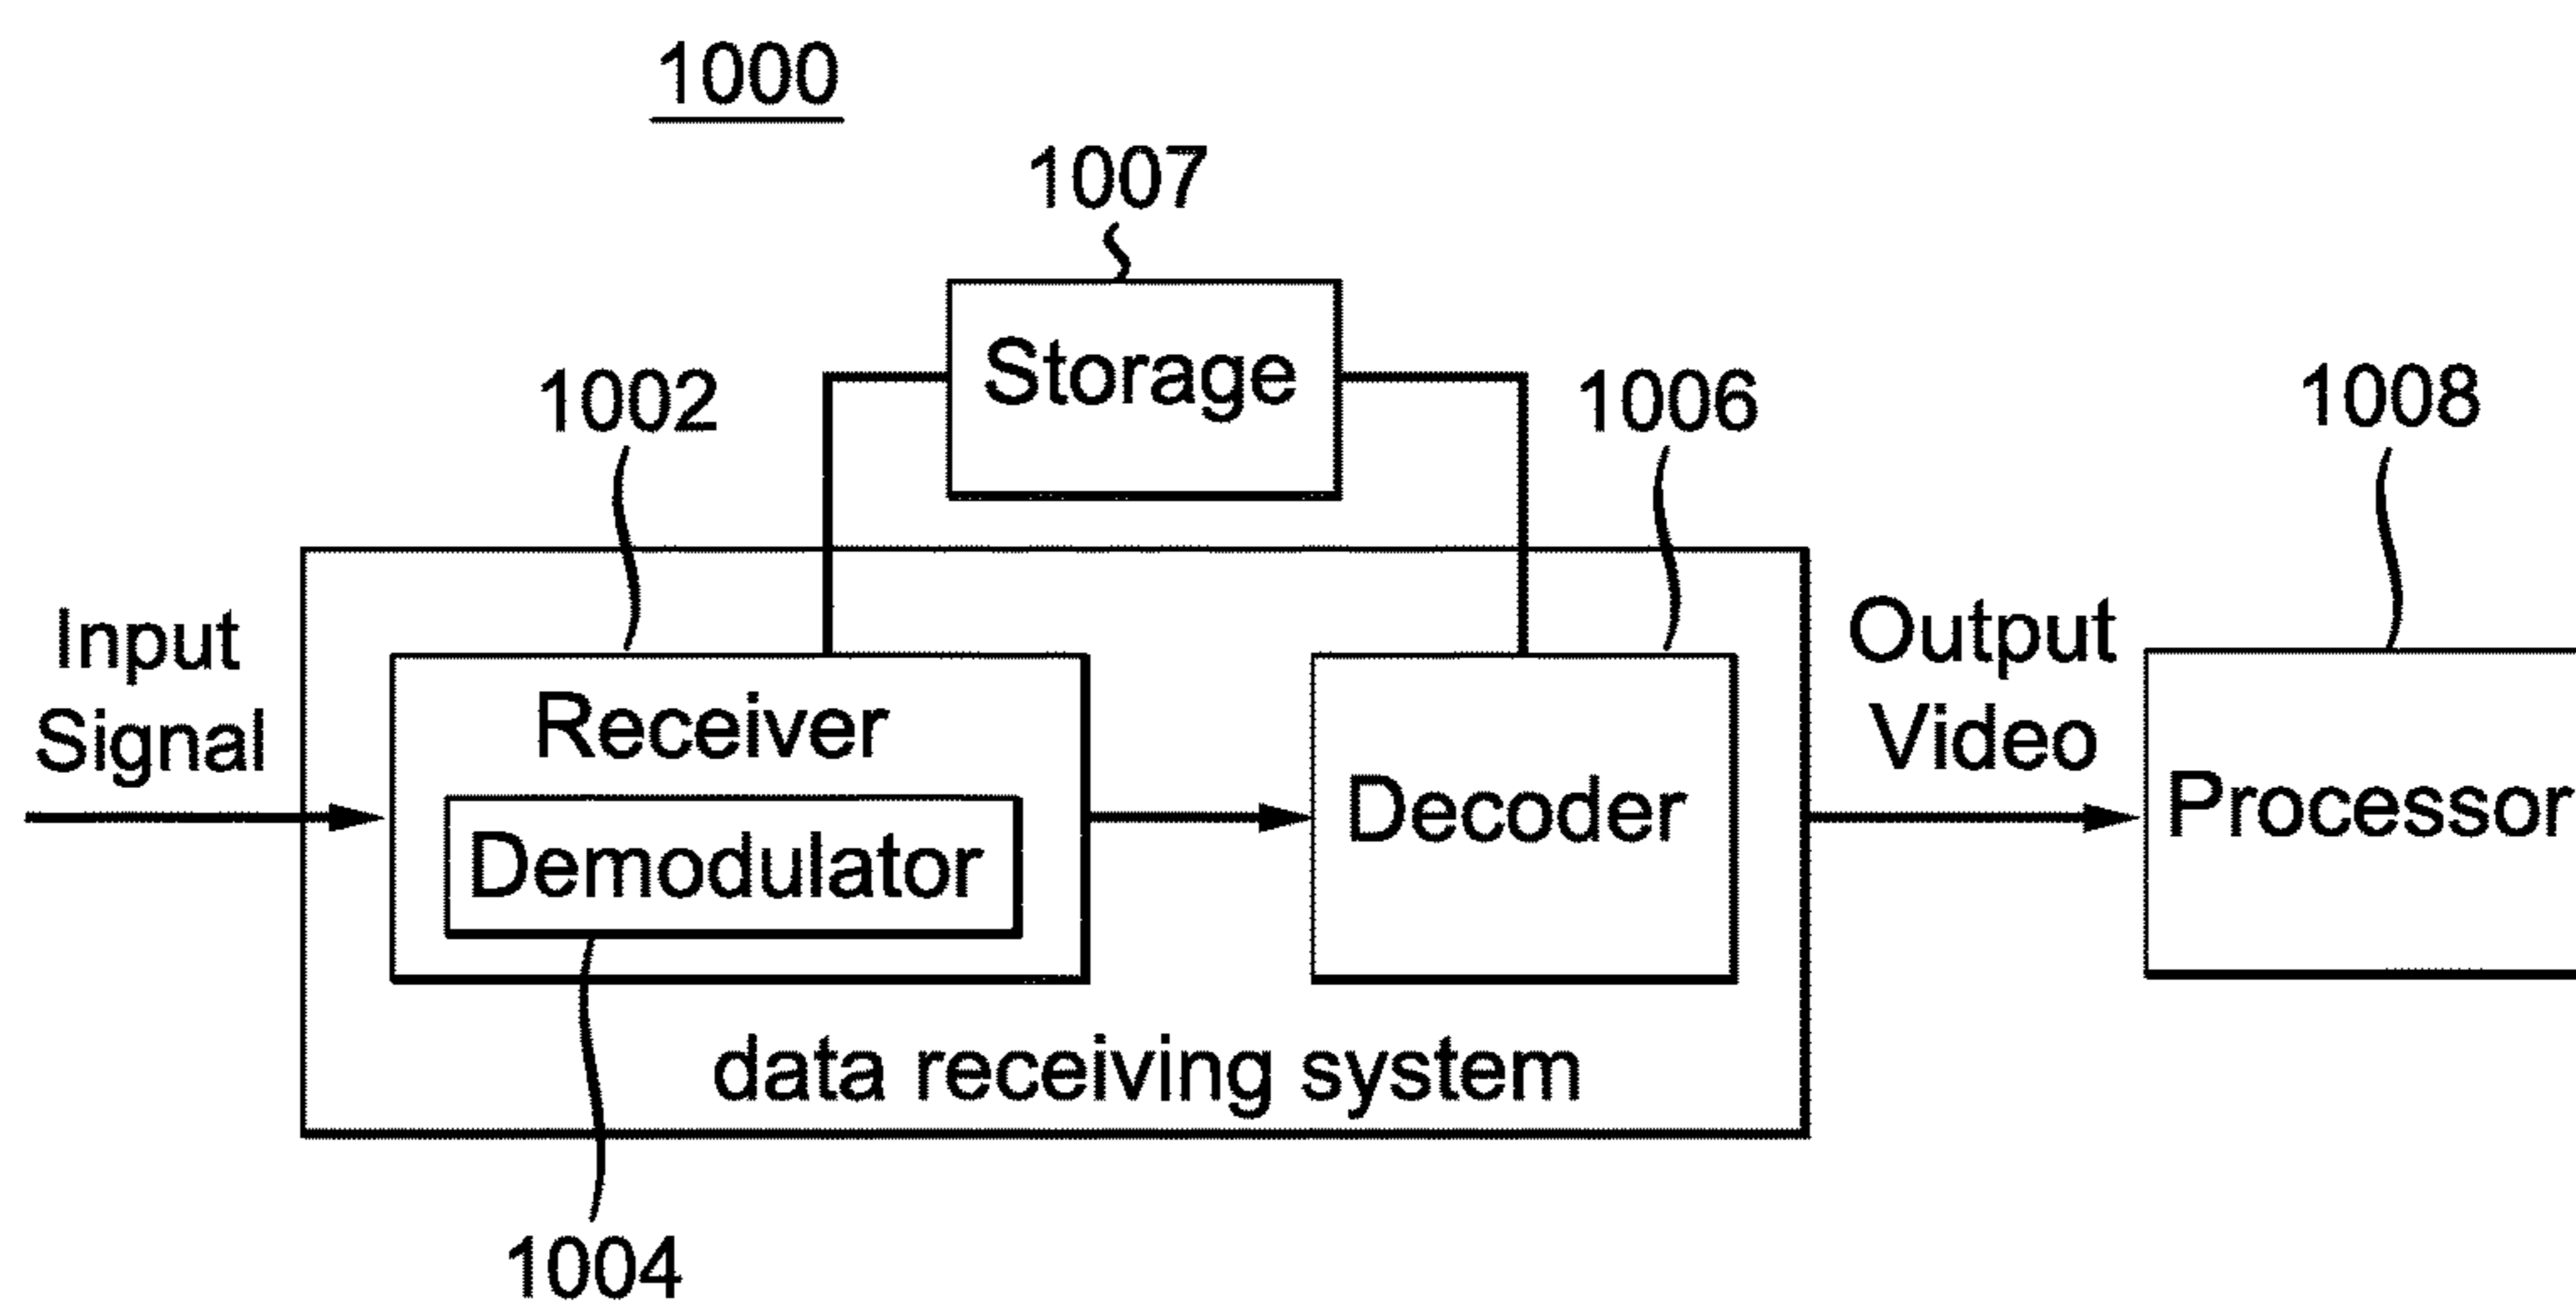 1000
1007
Storage
1002
1006
1008
Input
Signal
Receiver
Demodulator
Decoder
Output
Video
Processor
data receiving system
1004